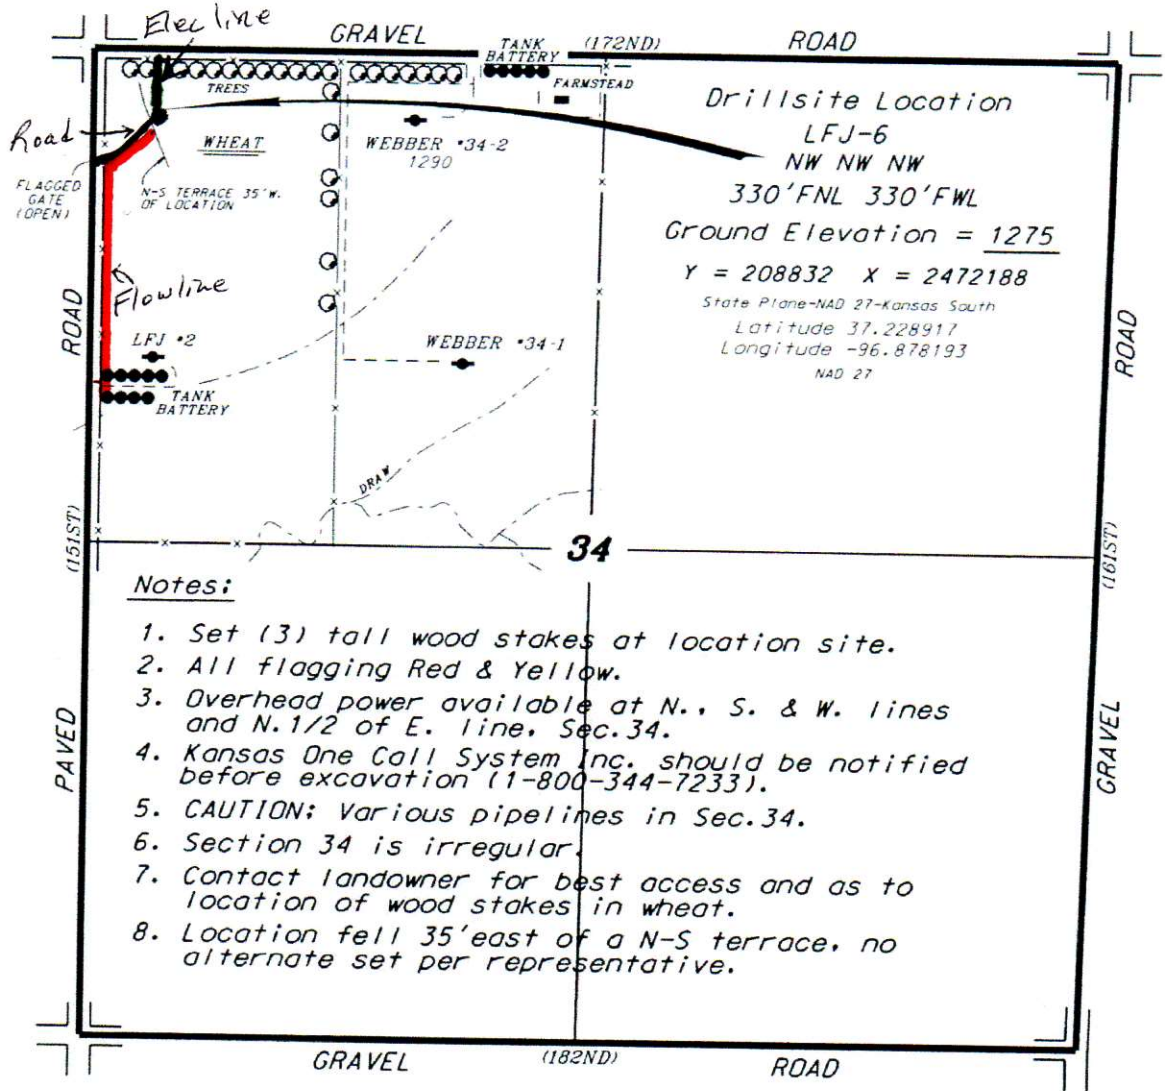 Elec line
GRAVEL
(172ND)
ROAD
TANK
BATTERY
FARMSTEAD
TREES
Road
WHEAT
WEBBER *34-2
1290
FLAGGED
GATE
(OPEN)
N-S TERRACE 35'W.
OF LOCATION
Drillsite Location
LFJ-6
NW NW NW
330'FNL 330'FWL
Ground Elevation = 1275
Y = 208832 X = 2472188
State Plane-NAD 27-Kansas South
Latitude 37.228917
Longitude -96.878193
NAD 27
Flowline
ROAD
LFJ *2
WEBBER *34-1
ROAD
TANK
BATTERY
DRAW
(151ST)
34
(161ST)
Notes:
1. Set (3) tall wood stakes at location site.
2. All flagging Red & Yellow.
3. Overhead power available at N., S. & W. lines
and N.1/2 of E. line, Sec.34.
4. Kansas One Call System Inc. should be notified
before excavation (1-800-344-7233).
5. CAUTION: Various pipelines in Sec.34.
6. Section 34 is irregular.
7. Contact landowner for best access and as to
location of wood stakes in wheat.
8. Location fell 35'east of a N-S terrace, no
alternate set per representative.
PAVED
GRAVEL
GRAVEL
(182ND)
ROAD